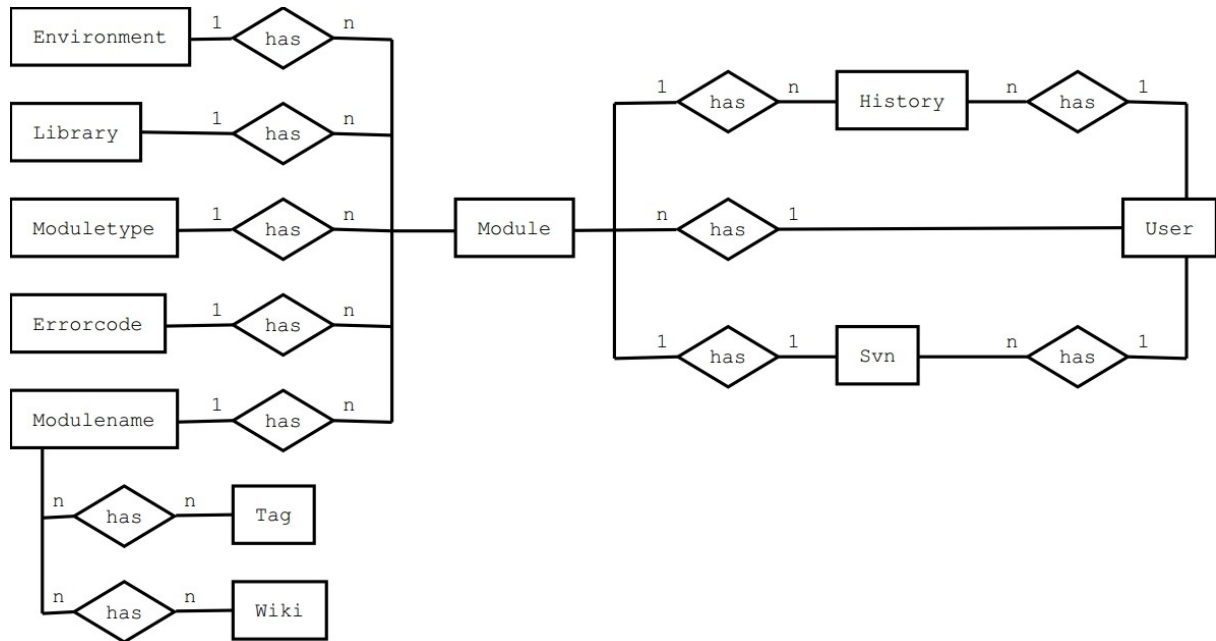 Environment 1 has n
1 has n History n has 1
Library 1 has n
Moduletype 1 has n Module n has 1 User
Errorcode 1 has n
1 has 1 Svn n has 1
Modulename 1 has n
n has n Tag
n has n Wiki